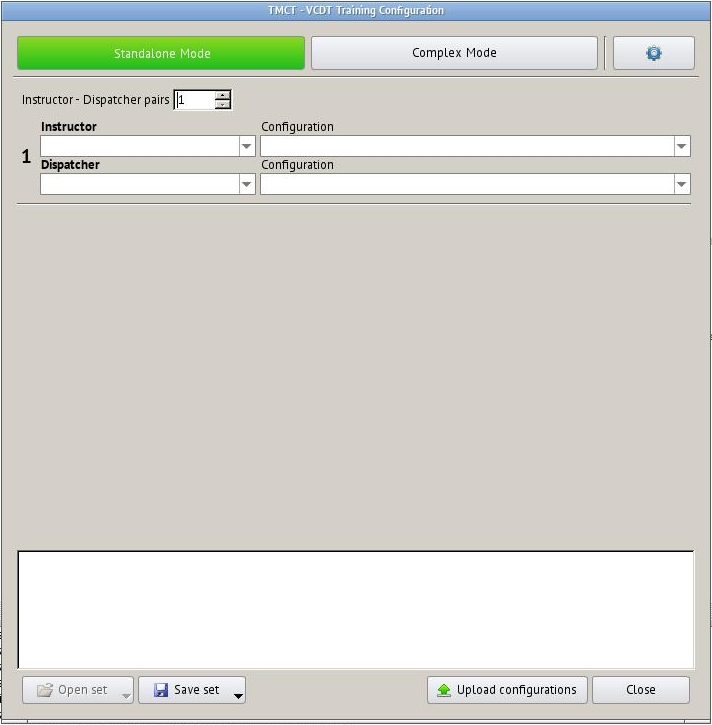 TMCT - VCDT Training Configuration
Standalone Mode
Complex Mode
Instructor - Dispatcher pairs 1
Instructor
Configuration
1
Dispatcher
Configuration
Open set
Save set
Upload configurations
Close